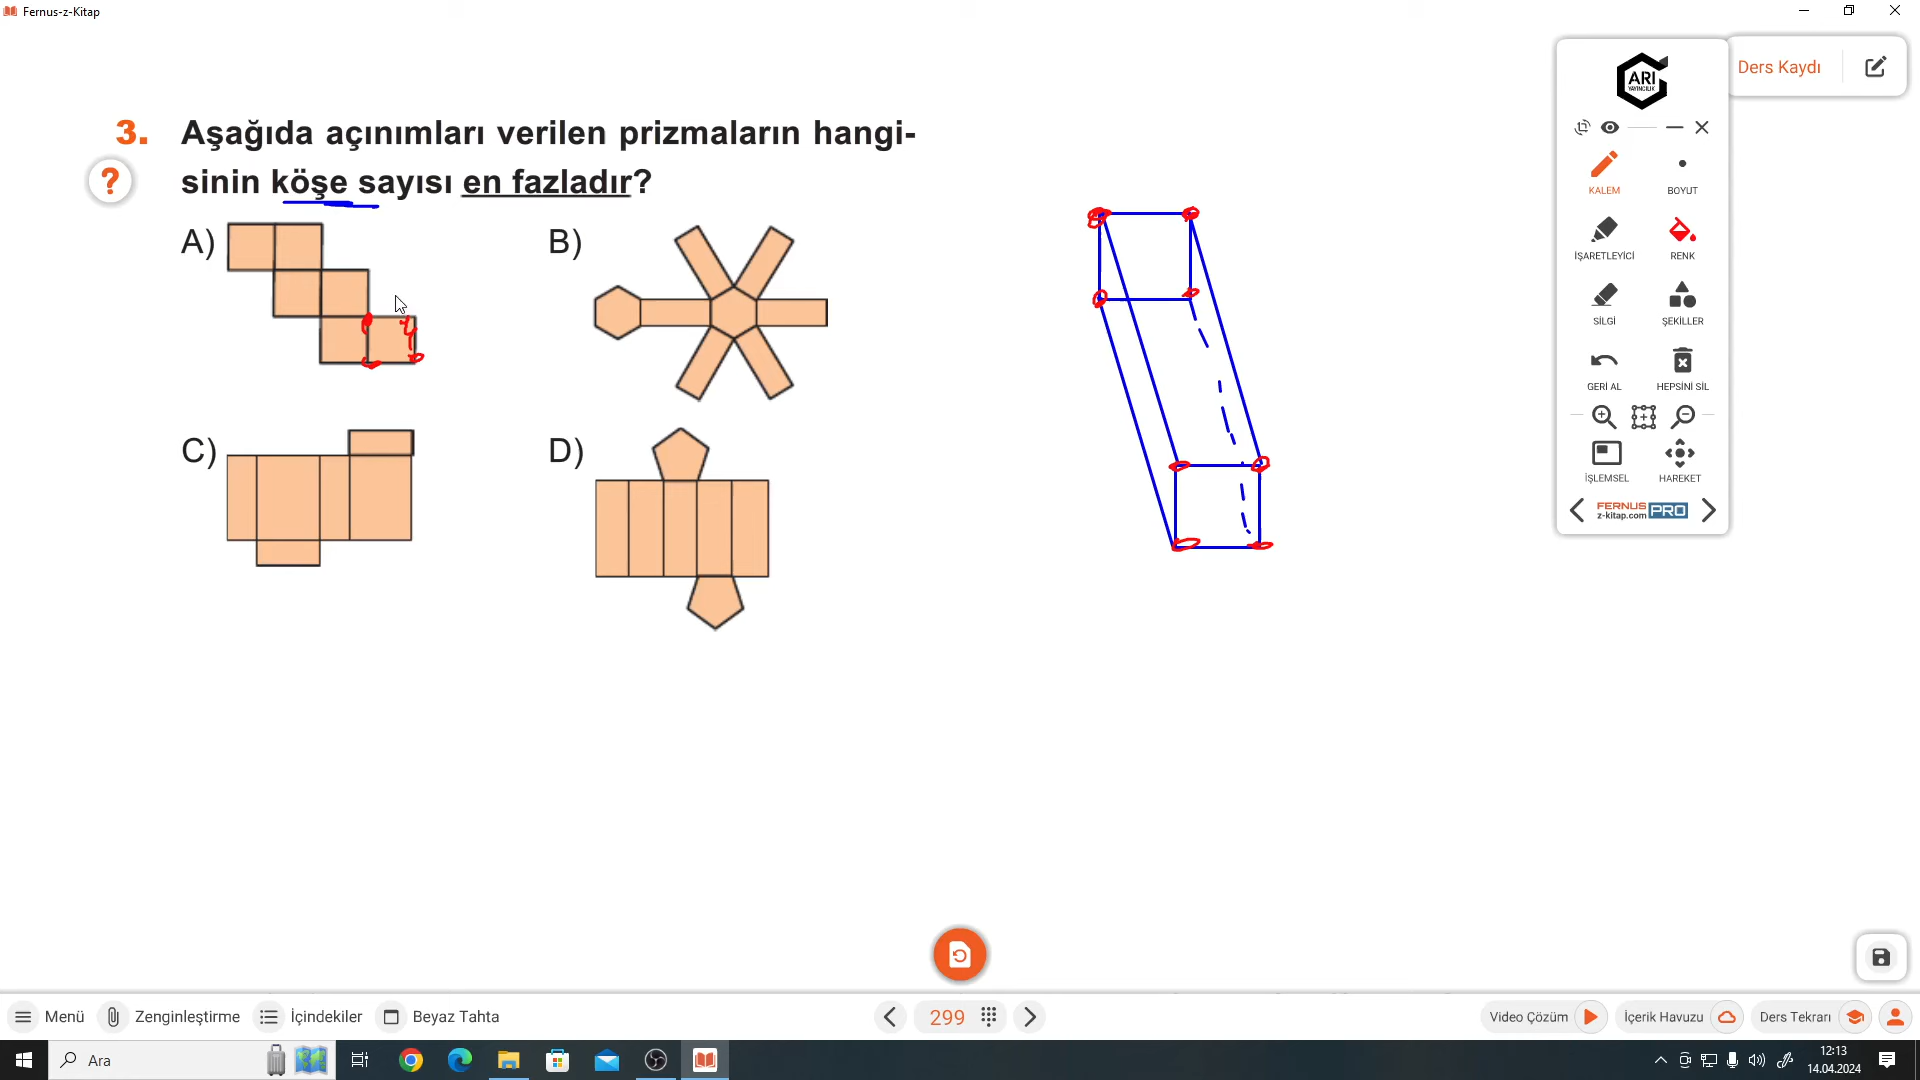 Fernus-z-Kitap
ARI
YAYINCILIK
Ders Kaydı
3. Aşağıda açınımları verilen prizmaların hangi-
sinin köşe sayısı en fazladır?
?
A)
B)
C)
D)
KALEM
BOYUT
İŞARETLEYİCİ
RENK
SİLGİ
ŞEKİLLER
GERİ AL
HEPSİNİ SİL
İŞLEMSEL
HAREKET
FERNUS
z-kitap.com PRO
Menü
Zenginleştirme
İçindekiler
Beyaz Tahta
299
Video Çözüm
İçerik Havuzu
Ders Tekrarı
Ara
12:13
14.04.2024